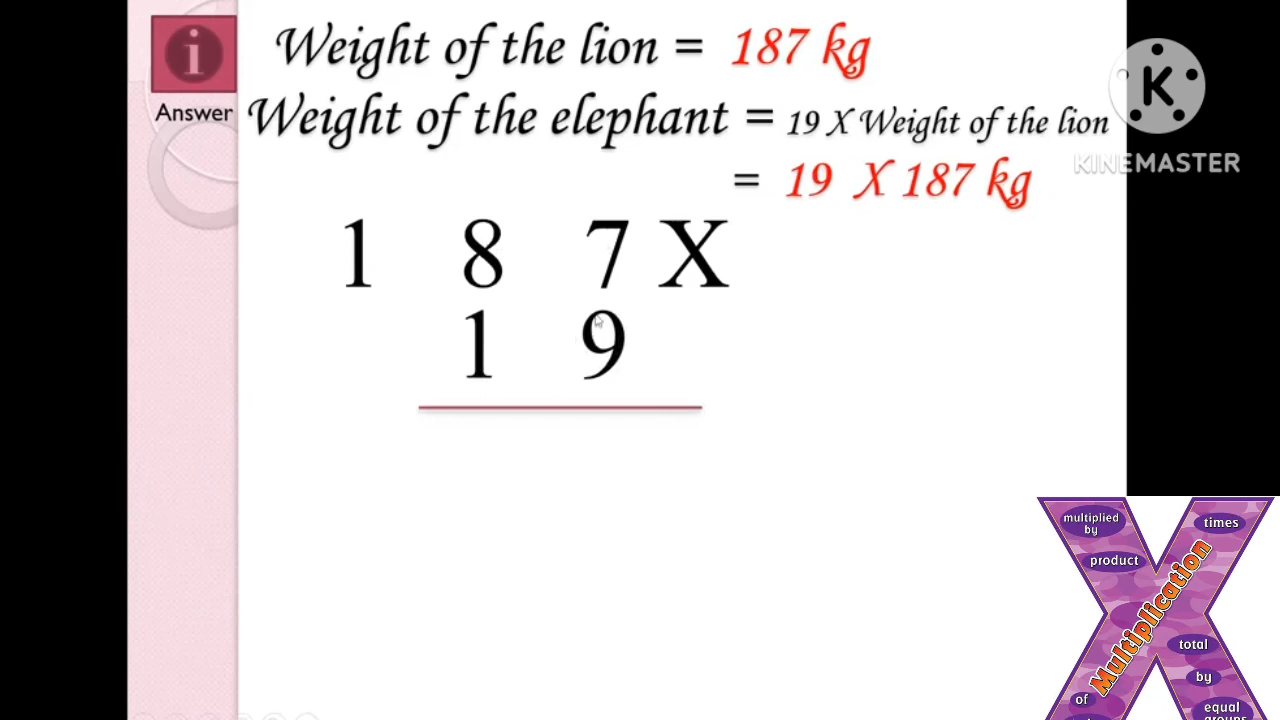 Weight of the lion = 187 kg
Answer
Weight of the elephant = 19 X Weight of the lion
= 19 X 187 kg
K
KINEMASTER
1 8 7 X
1 9
multiplied by
times
product
Multiplication
total
by
of
equal